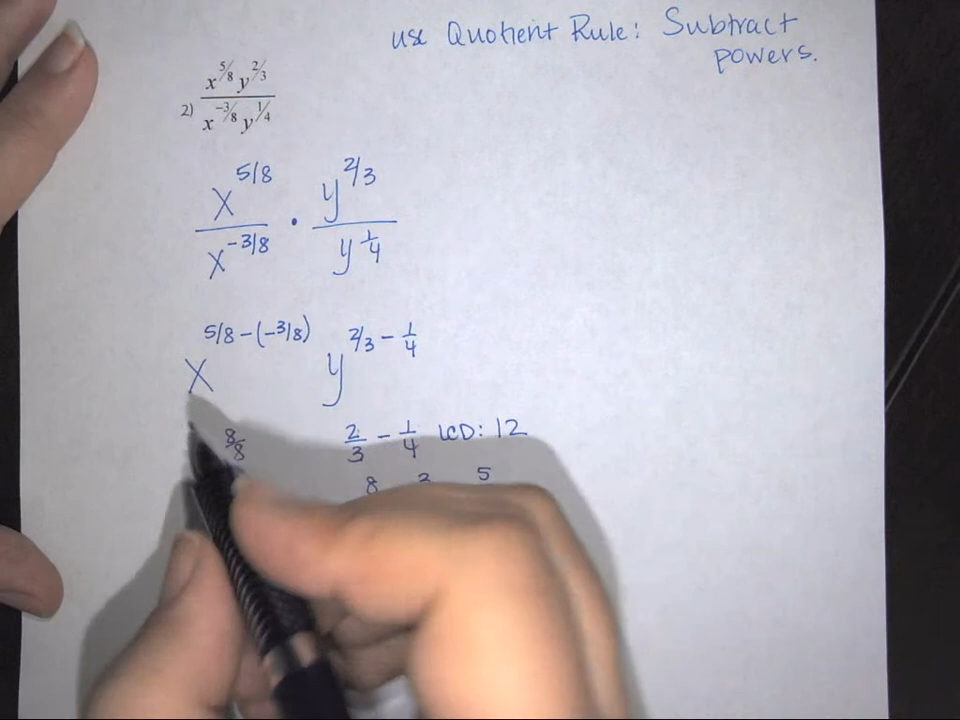 use Quotient Rule: Subtract
powers.
2) x^5/8 y^2/3
x^-3/8 y^1/4
x^5/8 · y^2/3
x^-3/8 y^1/4
x^5/8-(-3/8) y^2/3 - 1/4
8/8 2/3 - 1/4 LCD: 12
8 3 5